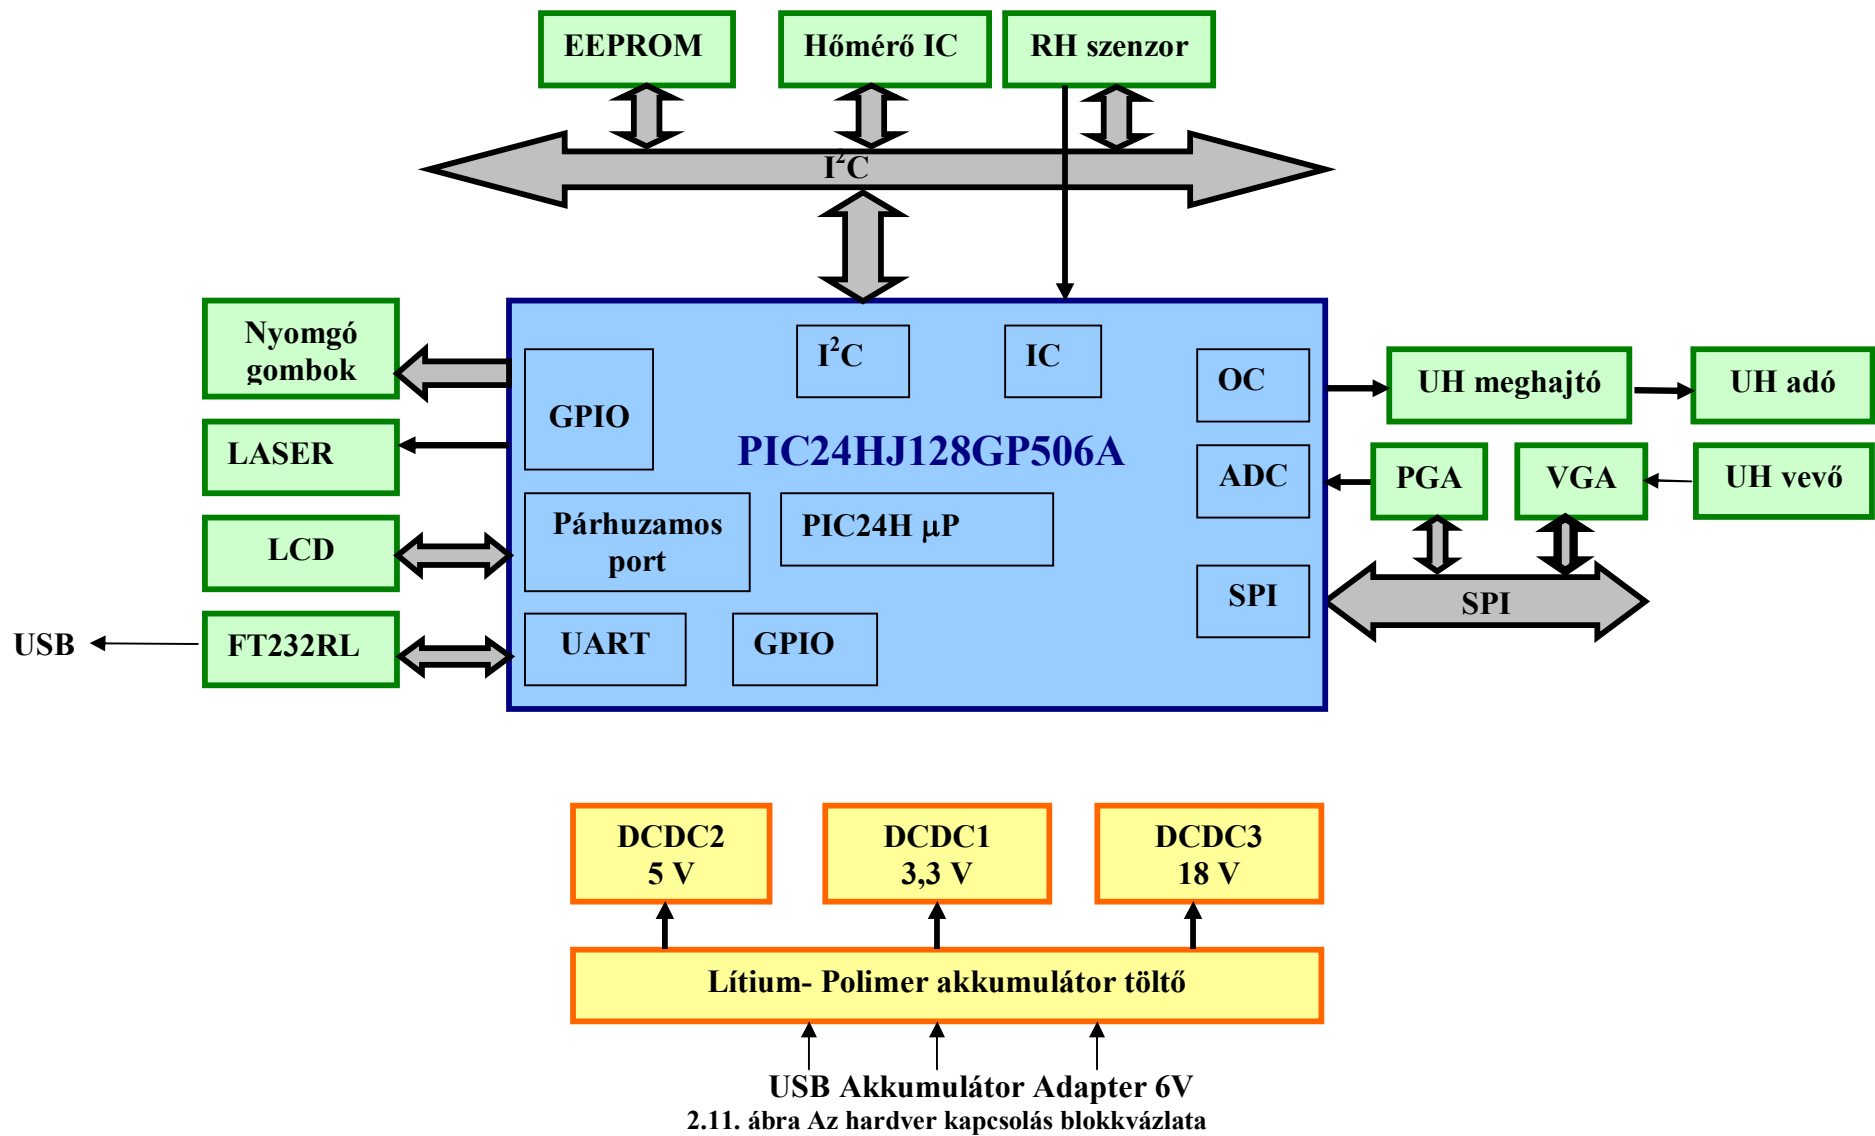 EEPROM
Hőmérő IC
RH szenzor
I²C
Nyomgó
gombok
LASER
LCD
FT232RL
USB
I²C
IC
GPIO
PIC24HJ128GP506A
OC
ADC
Párhuzamos
port
PIC24H µP
SPI
UART
GPIO
UH meghajtó
UH adó
PGA
VGA
UH vevő
SPI
DCDC2
5 V
DCDC1
3,3 V
DCDC3
18 V
Lítium- Polimer akkumulátor töltő
USB Akkumulátor Adapter 6V
2.11. ábra Az hardver kapcsolás blokkvázlata